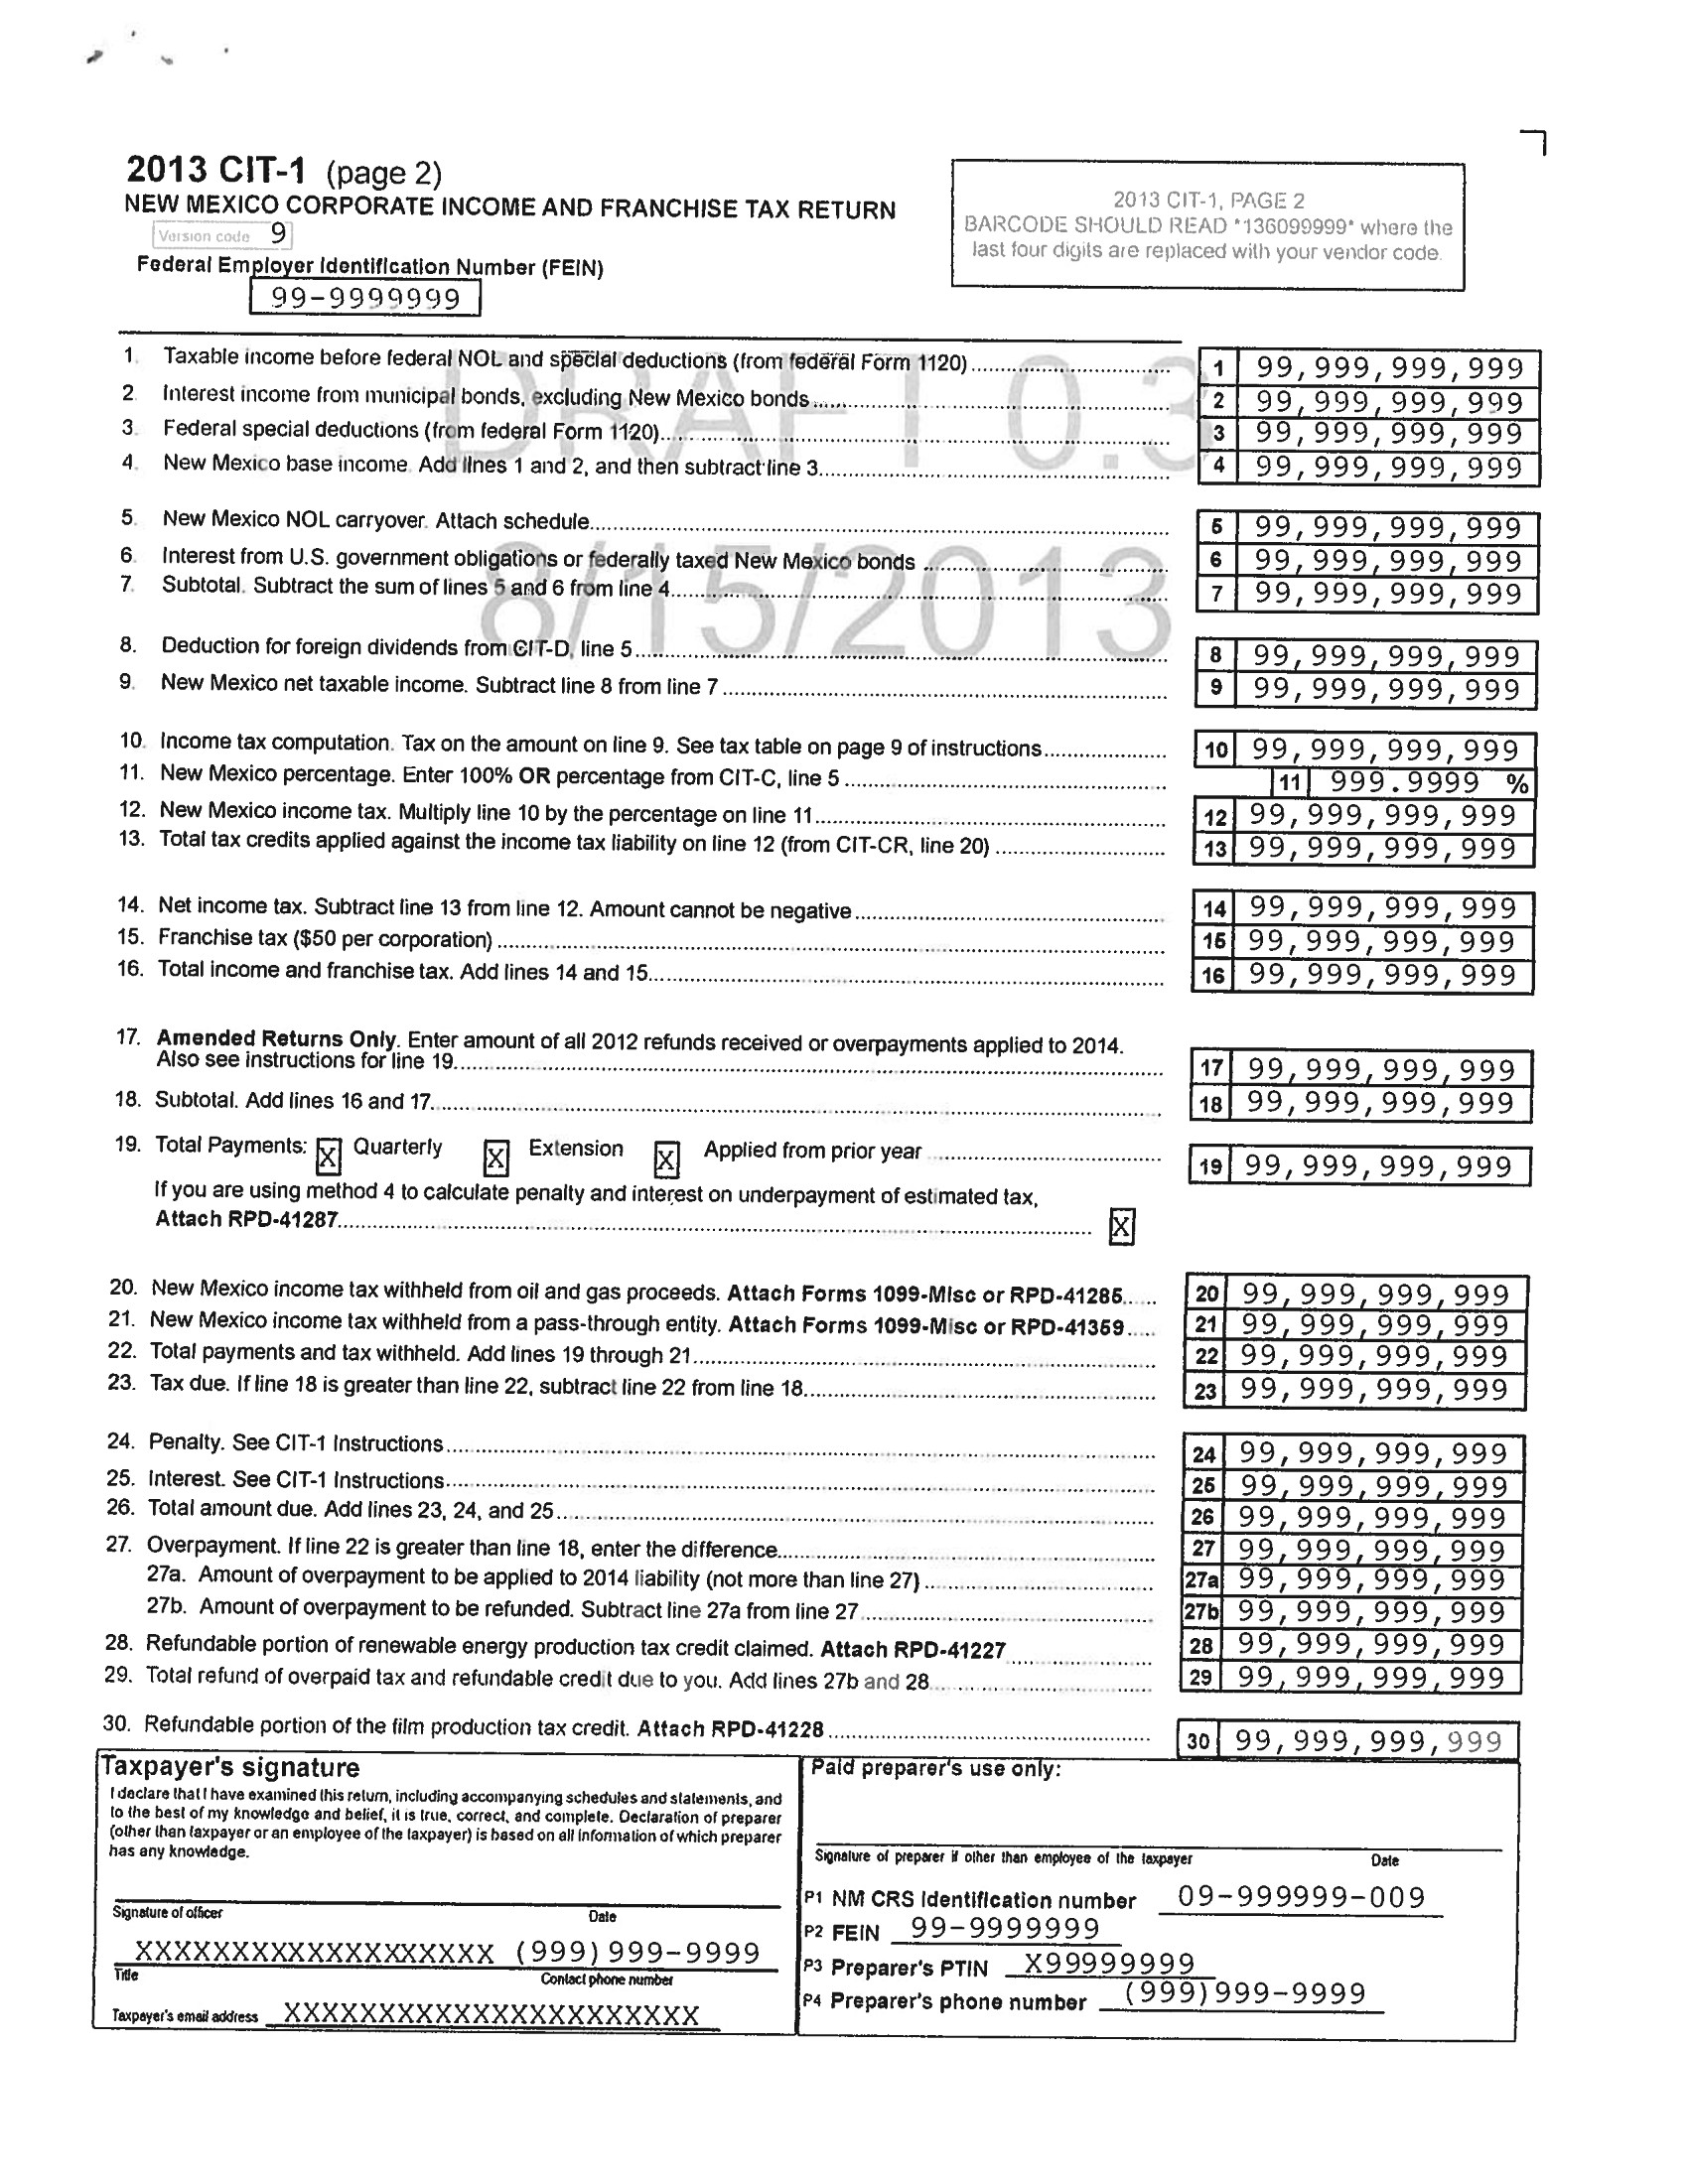 2013 CIT-1 (page 2)
NEW MEXICO CORPORATE INCOME AND FRANCHISE TAX RETURN
Version code 9
Federal Employer Identification Number (FEIN)
99-9999999
2013 CIT-1, PAGE 2
BARCODE SHOULD READ *136099999* where the
last four digits are replaced with your vendor code.
DRAFT 0.3
8/15/2013
1. Taxable income before federal NOL and special deductions (from federal Form 1120) 1 99,999,999,999
2. Interest income from municipal bonds, excluding New Mexico bonds 2 99,999,999,999
3. Federal special deductions (from federal Form 1120) 3 99,999,999,999
4. New Mexico base income. Add lines 1 and 2, and then subtract line 3 4 99,999,999,999
5. New Mexico NOL carryover. Attach schedule 5 99,999,999,999
6. Interest from U.S. government obligations or federally taxed New Mexico bonds 6 99,999,999,999
7. Subtotal. Subtract the sum of lines 5 and 6 from line 4 7 99,999,999,999
8. Deduction for foreign dividends from CIT-D, line 5 8 99,999,999,999
9. New Mexico net taxable income. Subtract line 8 from line 7 9 99,999,999,999
10. Income tax computation. Tax on the amount on line 9. See tax table on page 9 of instructions 10 99,999,999,999
11. New Mexico percentage. Enter 100% OR percentage from CIT-C, line 5 11 999.9999 %
12. New Mexico income tax. Multiply line 10 by the percentage on line 11 12 99,999,999,999
13. Total tax credits applied against the income tax liability on line 12 (from CIT-CR, line 20) 13 99,999,999,999
14. Net income tax. Subtract line 13 from line 12. Amount cannot be negative 14 99,999,999,999
15. Franchise tax ($50 per corporation) 15 99,999,999,999
16. Total income and franchise tax. Add lines 14 and 15 16 99,999,999,999
17. Amended Returns Only. Enter amount of all 2012 refunds received or overpayments applied to 2014.
Also see instructions for line 19 17 99,999,999,999
18. Subtotal. Add lines 16 and 17 18 99,999,999,999
19. Total Payments: X Quarterly X Extension X Applied from prior year 19 99,999,999,999
If you are using method 4 to calculate penalty and interest on underpayment of estimated tax,
Attach RPD-41287 X
20. New Mexico income tax withheld from oil and gas proceeds. Attach Forms 1099-Misc or RPD-41285 20 99,999,999,999
21. New Mexico income tax withheld from a pass-through entity. Attach Forms 1099-Misc or RPD-41359 21 99,999,999,999
22. Total payments and tax withheld. Add lines 19 through 21 22 99,999,999,999
23. Tax due. If line 18 is greater than line 22, subtract line 22 from line 18 23 99,999,999,999
24. Penalty. See CIT-1 Instructions 24 99,999,999,999
25. Interest. See CIT-1 Instructions 25 99,999,999,999
26. Total amount due. Add lines 23, 24, and 25 26 99,999,999,999
27. Overpayment. If line 22 is greater than line 18, enter the difference 27 99,999,999,999
27a. Amount of overpayment to be applied to 2014 liability (not more than line 27) 27a 99,999,999,999
27b. Amount of overpayment to be refunded. Subtract line 27a from line 27 27b 99,999,999,999
28. Refundable portion of renewable energy production tax credit claimed. Attach RPD-41227 28 99,999,999,999
29. Total refund of overpaid tax and refundable credit due to you. Add lines 27b and 28 29 99,999,999,999
30. Refundable portion of the film production tax credit. Attach RPD-41228 30 99,999,999,999
Taxpayer's signature
I declare that I have examined this return, including accompanying schedules and statements, and
to the best of my knowledge and belief, it is true, correct, and complete. Declaration of preparer
(other than taxpayer or an employee of the taxpayer) is based on all information of which preparer
has any knowledge.
Signature of officer Date
XXXXXXXXXXXXXXXXXXX (999)999-9999
Title Contact phone number
Taxpayer's email address XXXXXXXXXXXXXXXXXXXXXX
Paid preparer's use only:
Signature of preparer if other than employee of the taxpayer Date
P1 NM CRS Identification number 09-999999-009
P2 FEIN 99-9999999
P3 Preparer's PTIN X99999999
P4 Preparer's phone number (999)999-9999